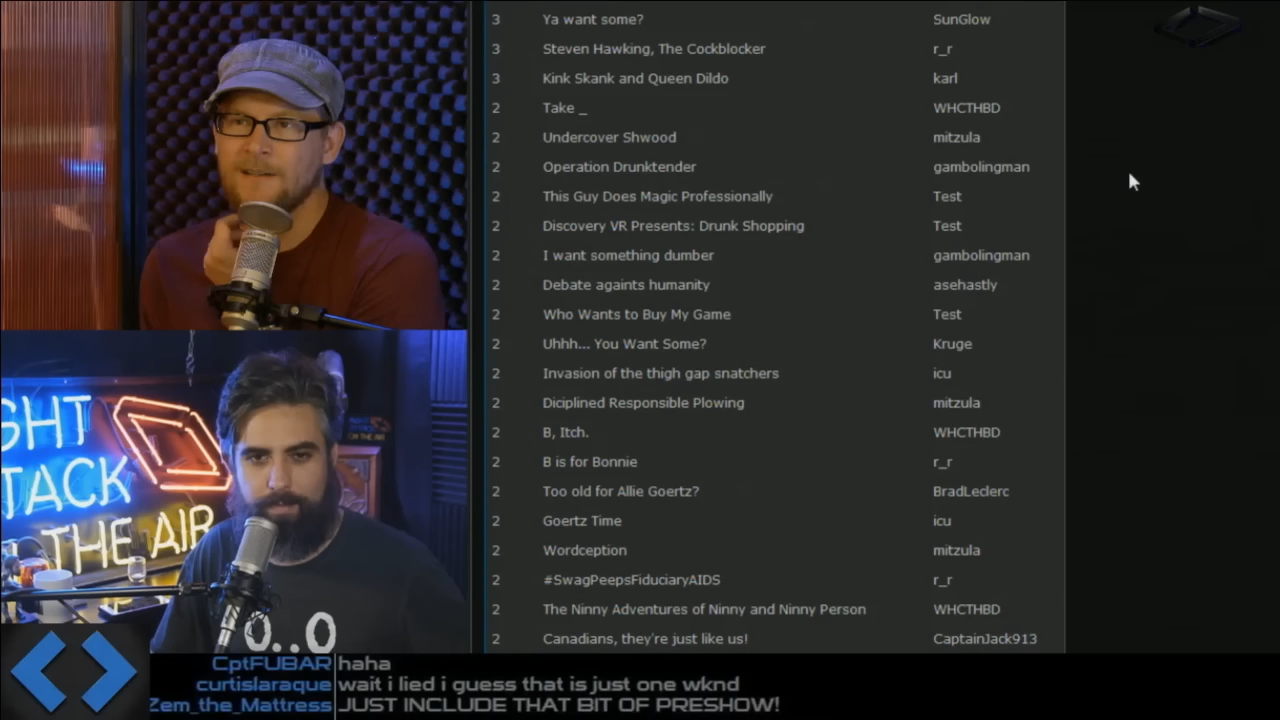 3 Ya want some? SunGlow
3 Steven Hawking, The Cockblocker r_r
3 Kink Skank and Queen Dildo karl
2 Take _ WHCTHBD
2 Undercover Shwood mitzula
2 Operation Drunktender gambolingman
2 This Guy Does Magic Professionally Test
2 Discovery VR Presents: Drunk Shopping Test
2 I want something dumber gambolingman
2 Debate againts humanity asehastly
2 Who Wants to Buy My Game Test
2 Uhhh... You Want Some? Kruge
2 Invasion of the thigh gap snatchers icu
2 Diciplined Responsible Plowing mitzula
2 B, Itch. WHCTHBD
2 B is for Bonnie r_r
2 Too old for Allie Goertz? BradLeclerc
2 Goertz Time icu
2 Wordception mitzula
2 #SwagPeepsFiduciaryAIDS r_r
2 The Ninny Adventures of Ninny and Ninny Person WHCTHBD
2 Canadians, they're just like us! CaptainJack913
GHT
TACK
THE AIR
0..0
CptFUBAR haha
curtislaraque wait i lied i guess that is just one wknd
Zem_the_Mattress JUST INCLUDE THAT BIT OF PRESHOW!